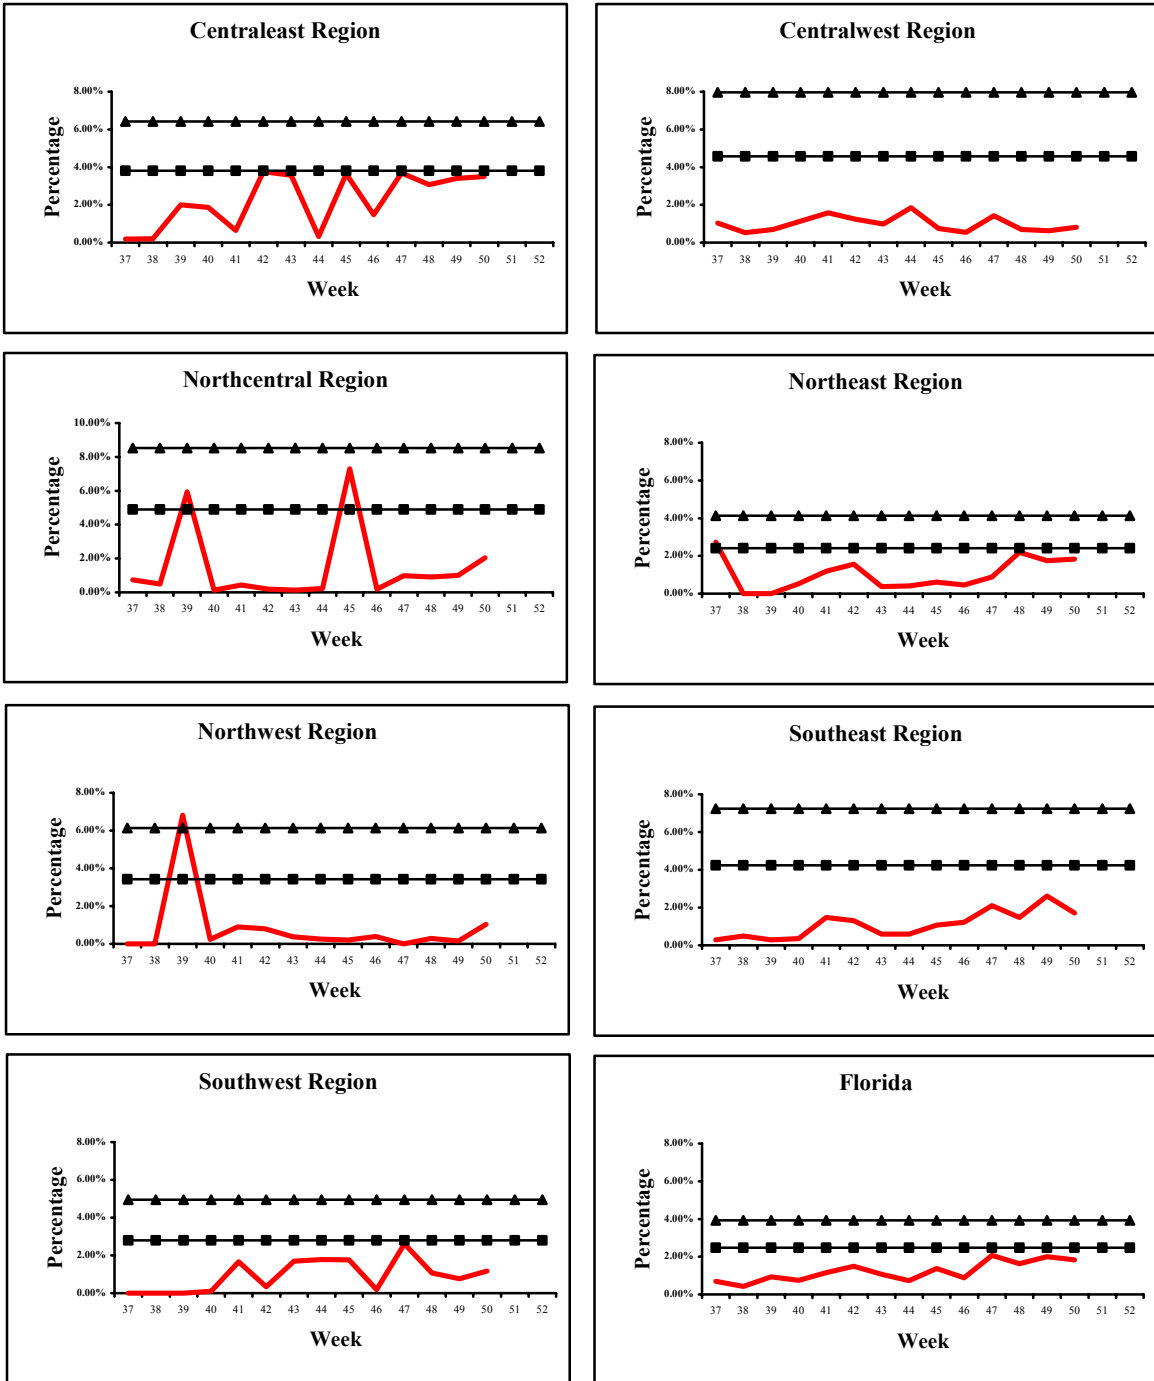 Centraleast Region
8.00%
6.00%
4.00%
2.00%
0.00%
Percentage
37 38 39 40 41 42 43 44 45 46 47 48 49 50 51 52
Week
Centralwest Region
8.00%
6.00%
4.00%
2.00%
0.00%
Percentage
37 38 39 40 41 42 43 44 45 46 47 48 49 50 51 52
Week
Northcentral Region
10.00%
8.00%
6.00%
4.00%
2.00%
0.00%
Percentage
37 38 39 40 41 42 43 44 45 46 47 48 49 50 51 52
Week
Northeast Region
8.00%
6.00%
4.00%
2.00%
0.00%
Percentage
37 38 39 40 41 42 43 44 45 46 47 48 49 50 51 52
Week
Northwest Region
8.00%
6.00%
4.00%
2.00%
0.00%
Percentage
37 38 39 40 41 42 43 44 45 46 47 48 49 50 51 52
Week
Southeast Region
8.00%
6.00%
4.00%
2.00%
0.00%
Percentage
37 38 39 40 41 42 43 44 45 46 47 48 49 50 51 52
Week
Southwest Region
8.00%
6.00%
4.00%
2.00%
0.00%
Percentage
37 38 39 40 41 42 43 44 45 46 47 48 49 50 51 52
Week
Florida
8.00%
6.00%
4.00%
2.00%
0.00%
Percentage
37 38 39 40 41 42 43 44 45 46 47 48 49 50 51 52
Week